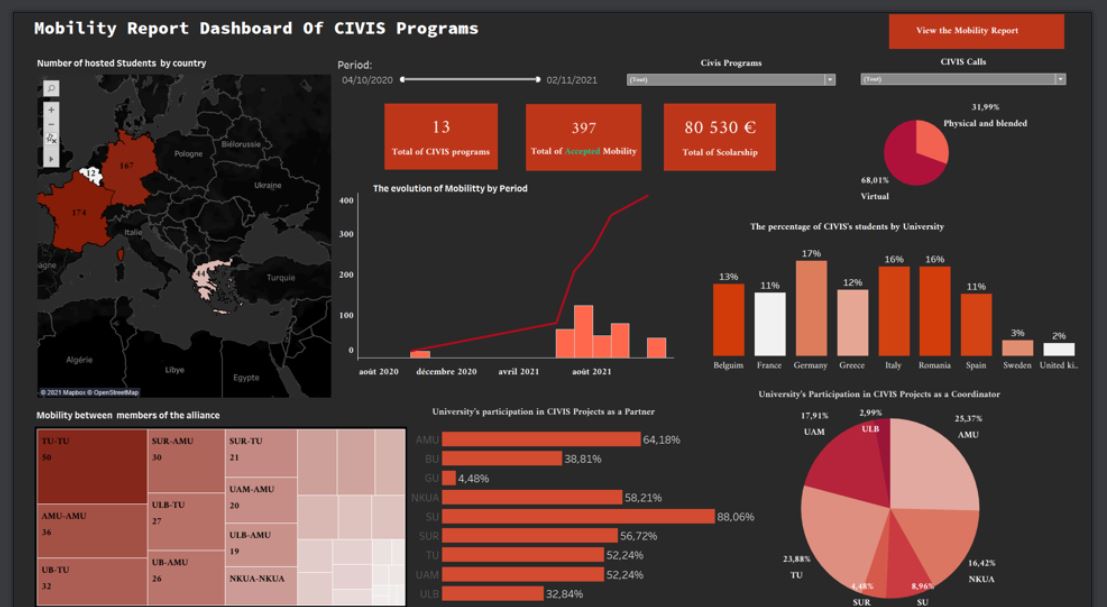 Mobility Report Dashboard Of CIVIS Programs
View the Mobility Report
Number of hosted Students by country
Period:
04/10/2020
02/11/2021
Civis Programs
(Tout)
CIVIS Calls
(Tout)
13
Total of CIVIS programs
397
Total of Accepted Mobility
80 530 €
Total of Scolarship
31,99%
Physical and blended
68,01%
Virtual
12
167
174
44
Pologne
Biélorussie
Ukraine
Italie
agne
Turquie
Algérie
Libye
Egypte
© 2021 Mapbox © OpenStreetMap
The evolution of Mobilitty by Period
400
300
200
100
0
août 2020
décembre 2020
avril 2021
août 2021
The percentage of CIVIS's students by University
13%
11%
17%
12%
16%
16%
11%
3%
2%
Belguim
France
Germany
Greece
Italy
Romania
Spain
Sweden
United ki..
Mobility between members of the alliance
TU-TU
50
AMU-AMU
36
UB-TU
32
SUR-AMU
30
ULB-TU
27
UB-AMU
26
SUR-TU
21
UAM-AMU
20
ULB-AMU
19
NKUA-NKUA
University's participation in CIVIS Projects as a Partner
AMU 64,18%
BU 38,81%
GU 4,48%
NKUA 58,21%
SU 88,06%
SUR 56,72%
TU 52,24%
UAM 52,24%
ULB 32,84%
University's Participation in CIVIS Projects as a Coordinator
17,91%
UAM
2,99%
ULB
25,37%
AMU
23,88%
TU
4,48%
SUR
8,96%
SU
16,42%
NKUA